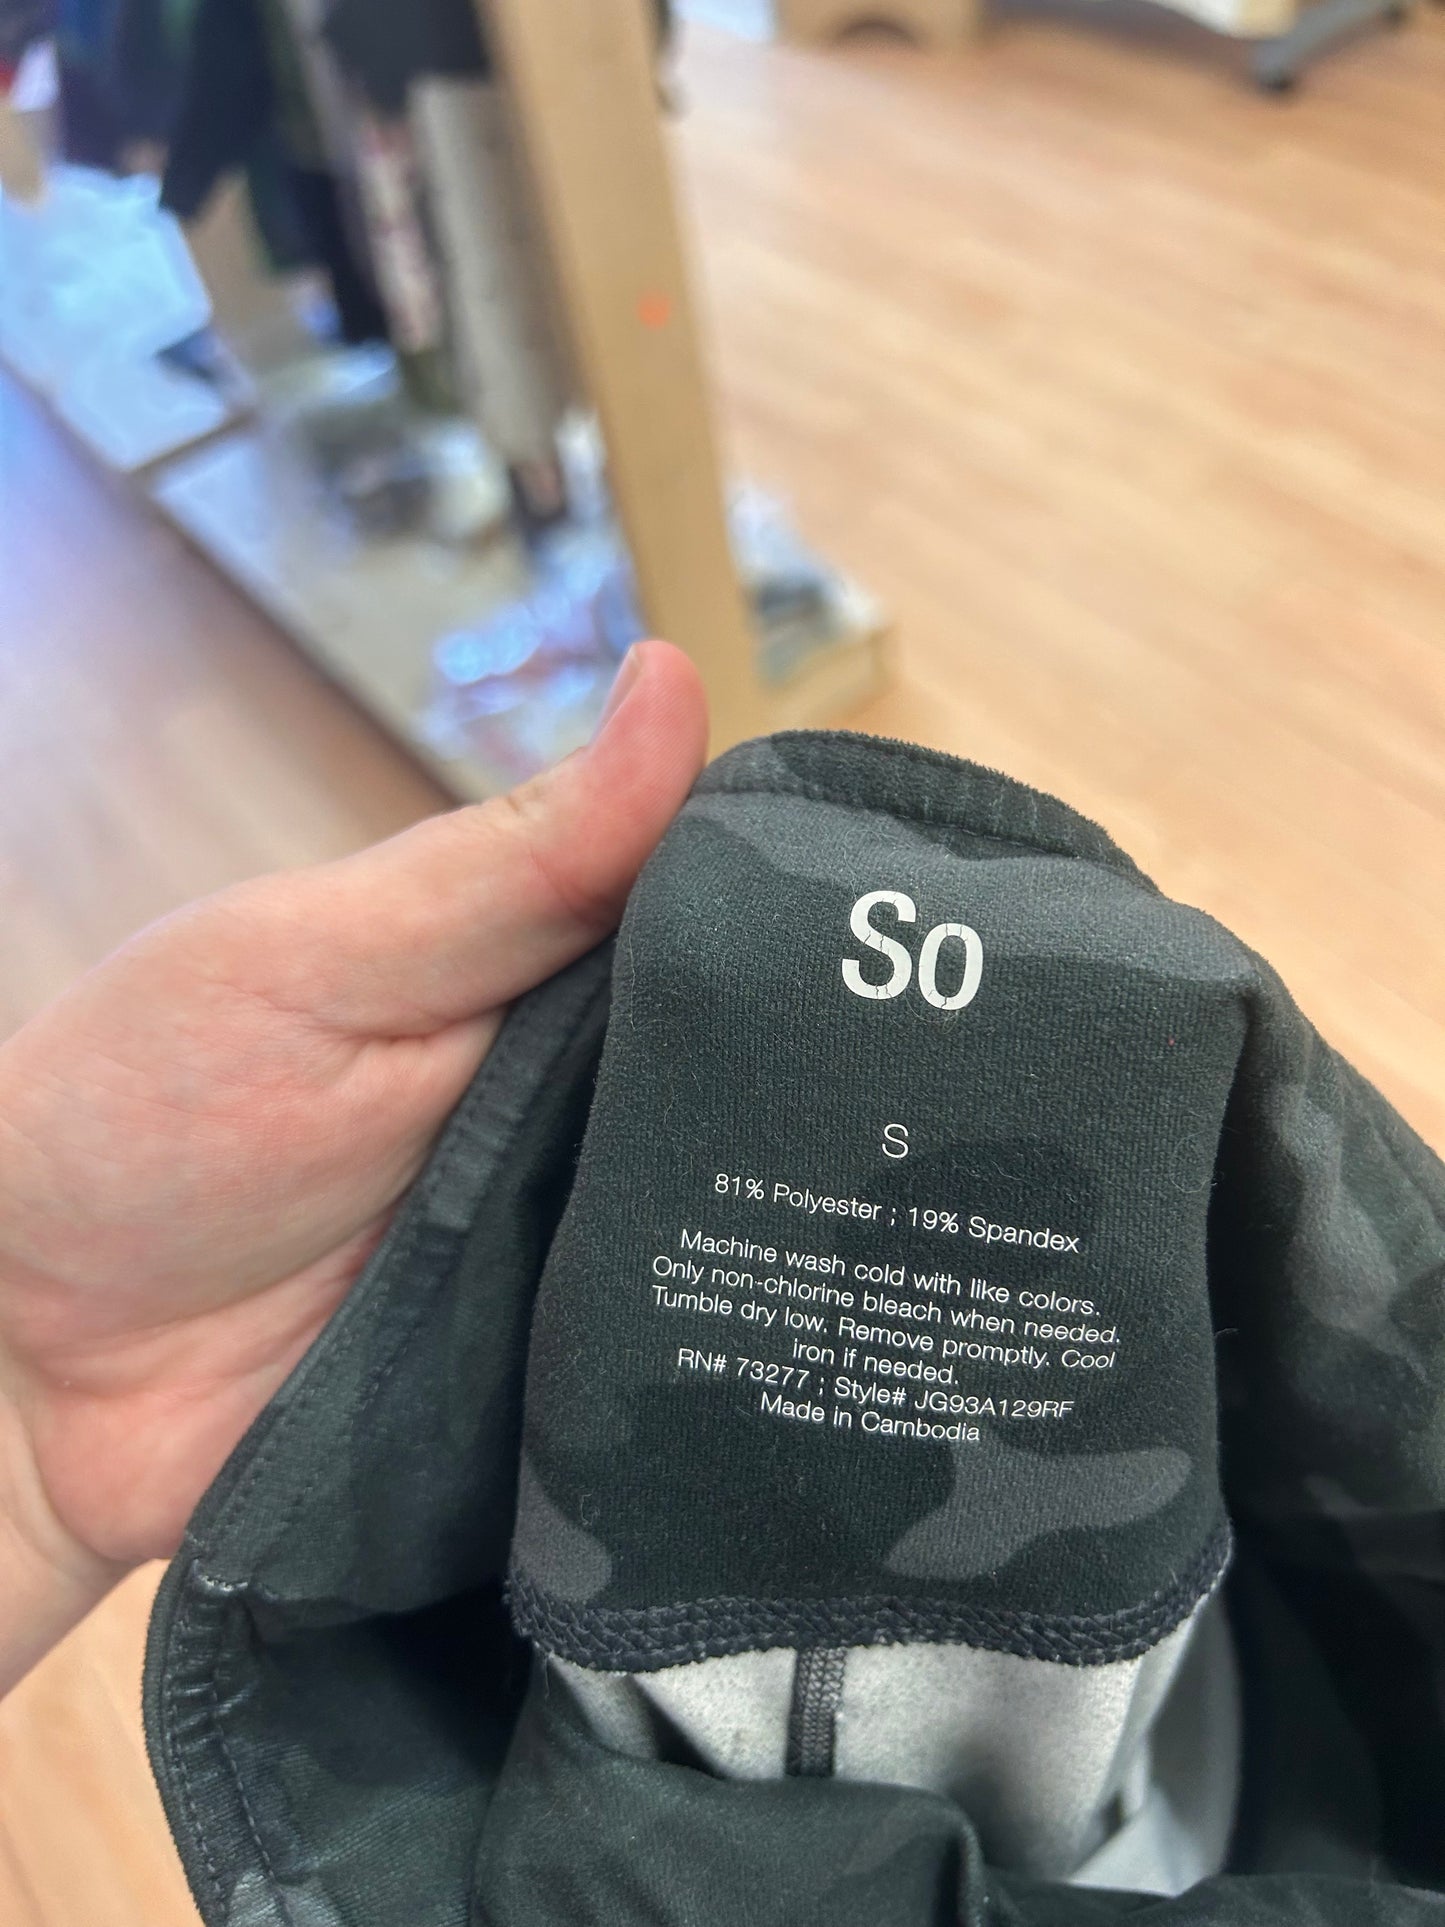 So
S
81% Polyester ; 19% Spandex
Machine wash cold with like colors.
Only non-chlorine bleach when needed.
Tumble dry low. Remove promptly. Cool
iron if needed.
RN# 73277 ; Style# JG93A129RF
Made in Cambodia